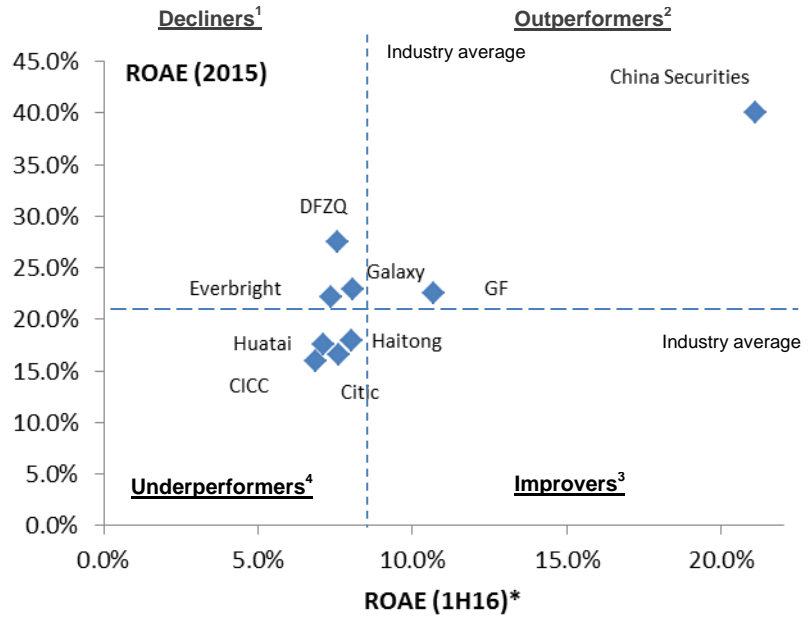 Decliners¹
Outperformers²
Industry average
ROAE (2015)
China Securities
45.0%
40.0%
35.0%
30.0%
25.0%
20.0%
15.0%
10.0%
5.0%
0.0%
DFZQ
Galaxy
Everbright
GF
Huatai
Haitong
Industry average
CICC
Citic
Underperformers⁴
Improvers³
0.0%
5.0%
10.0%
15.0%
20.0%
ROAE (1H16)*